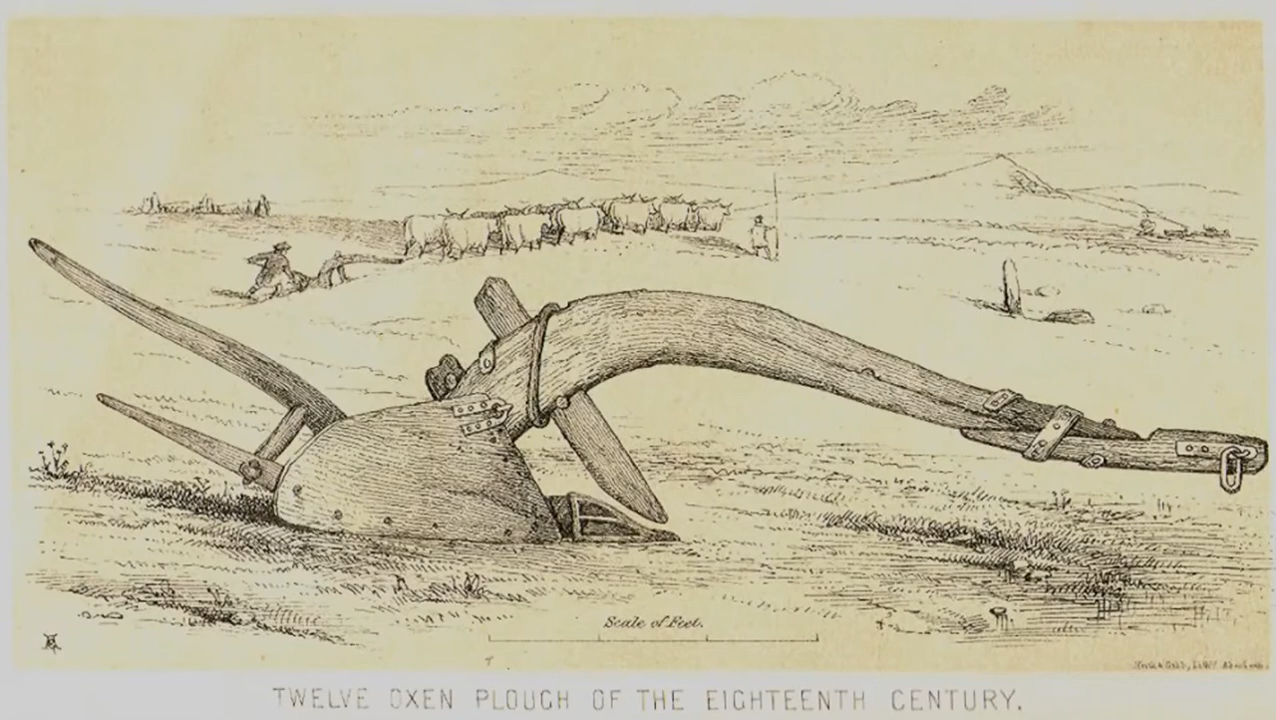 Scale of Feet.
TWELVE OXEN PLOUGH OF THE EIGHTEENTH CENTURY.